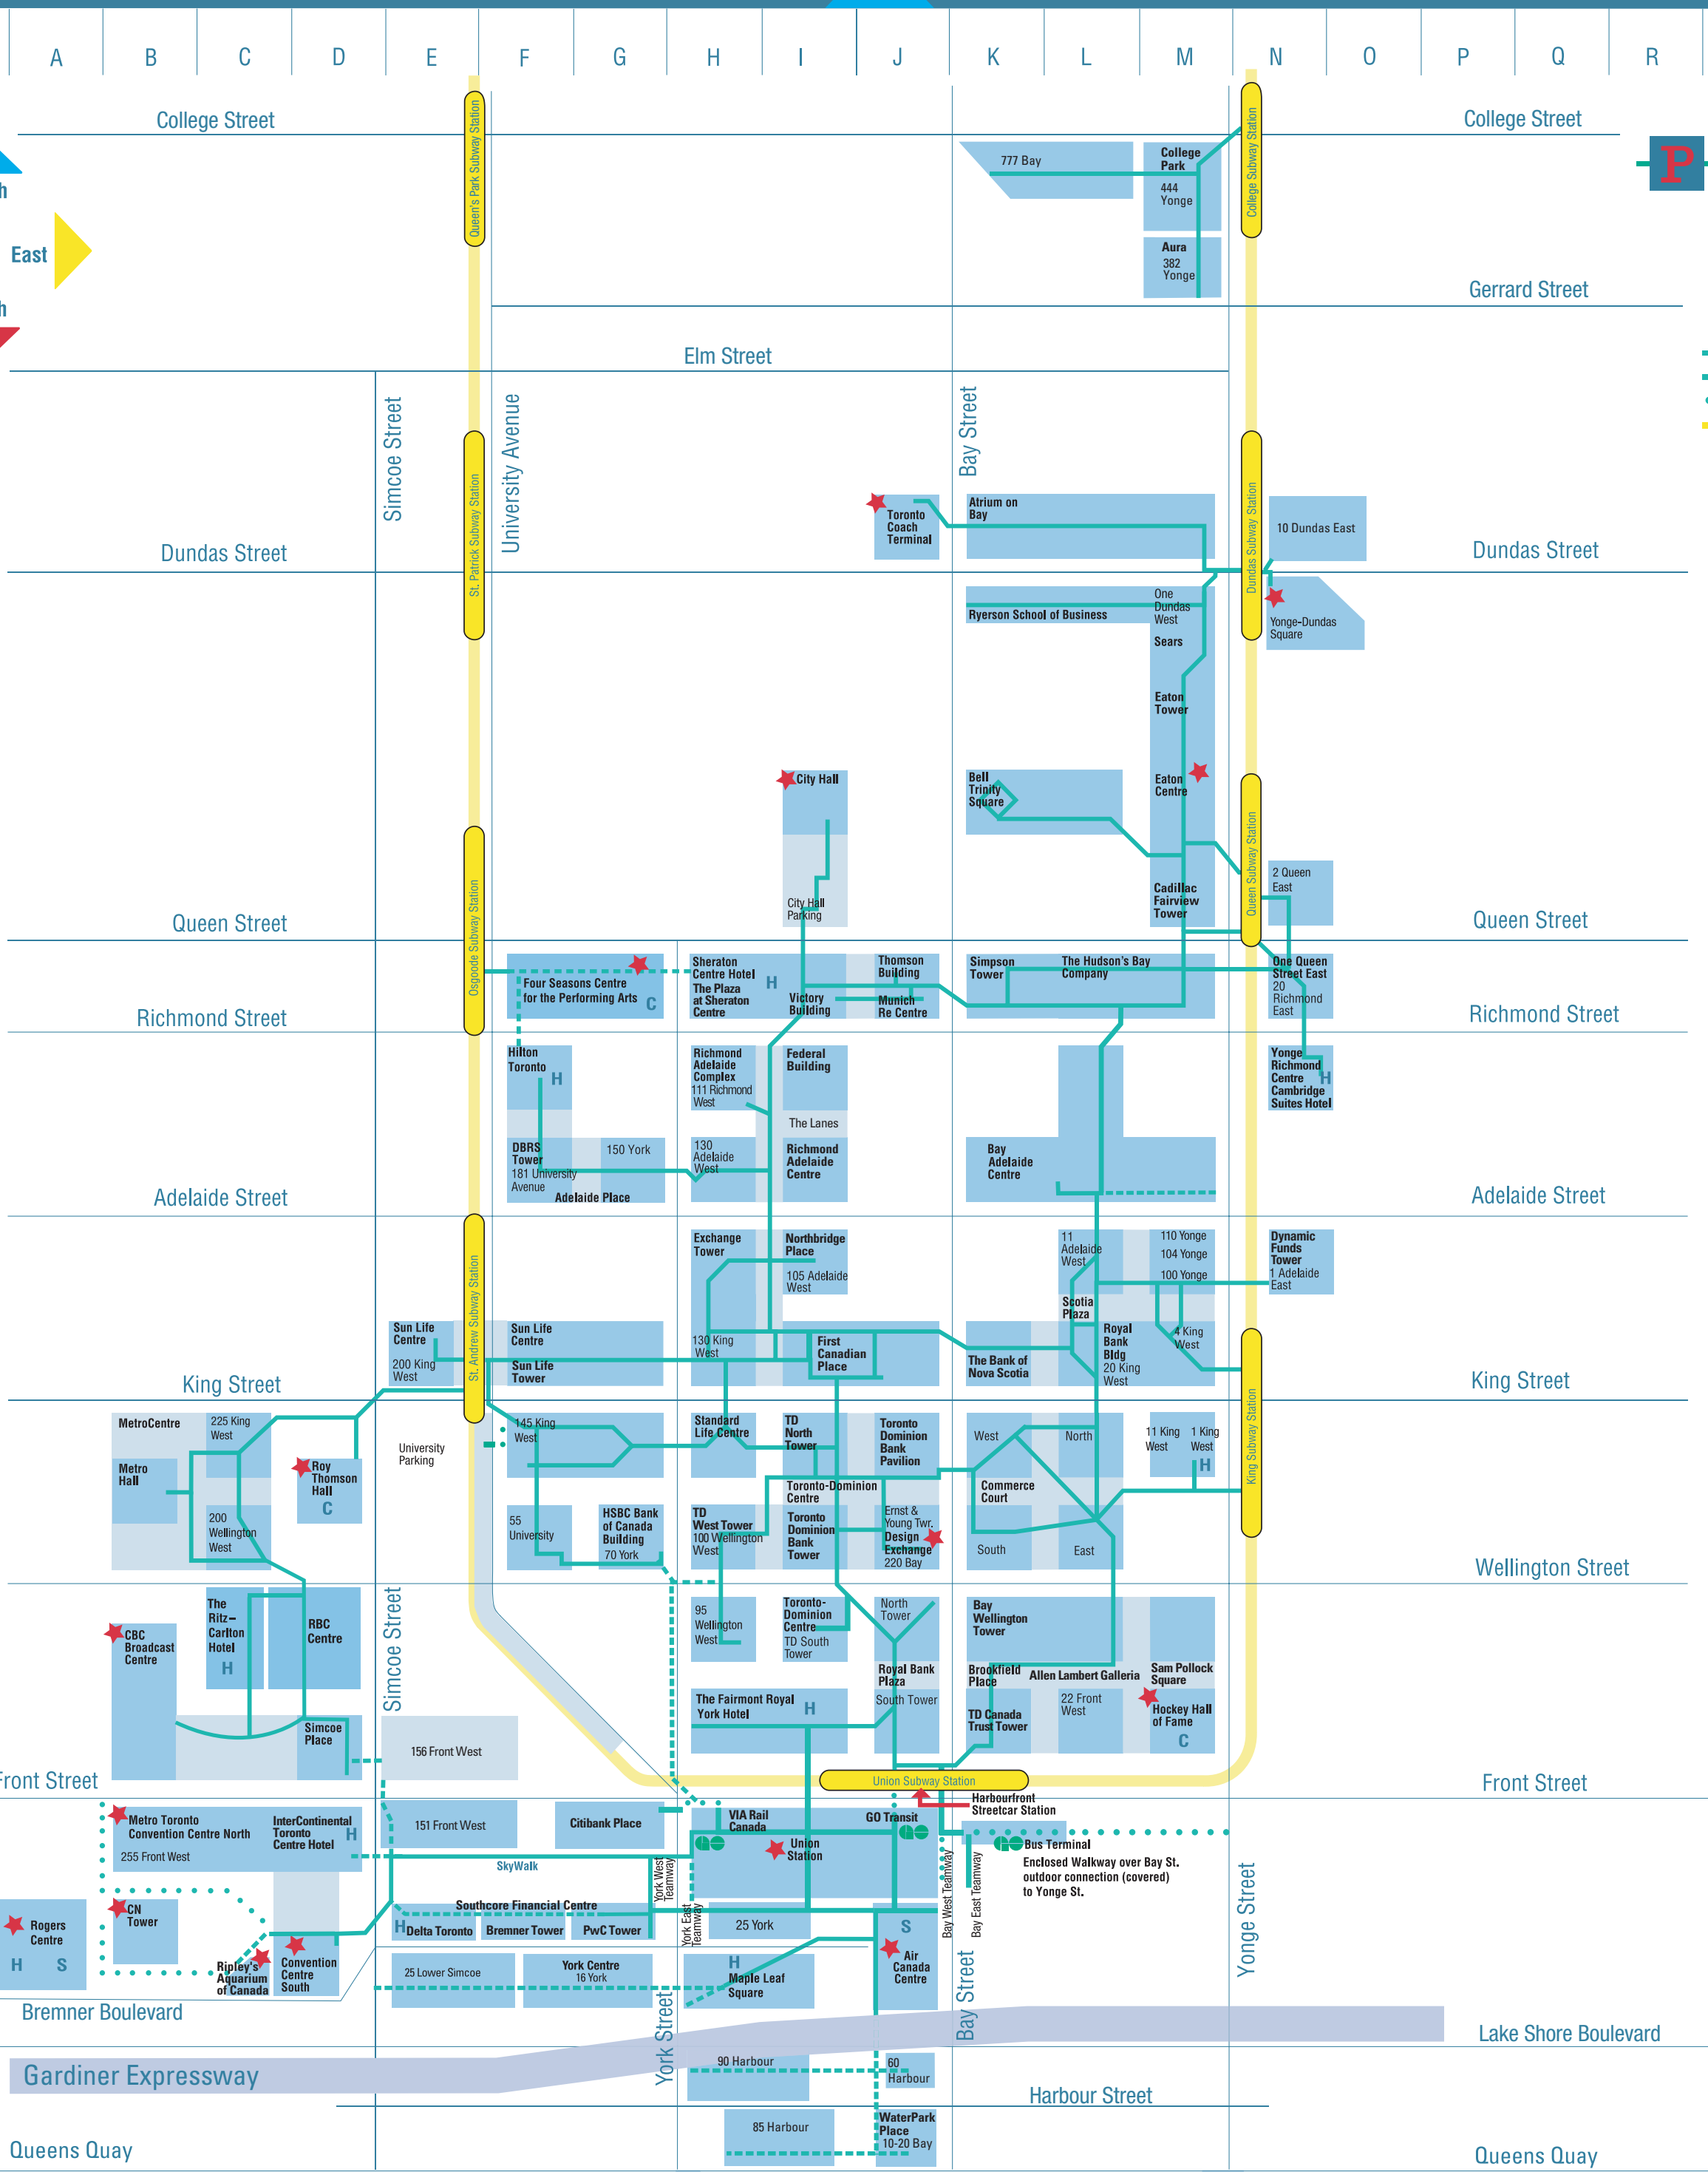 A B C D E F G H I J K L M N O P Q R
College Street
College Street
Queen's Park Subway Station
College Subway Station
777 Bay
College
Park
444
Yonge
P
h
East
h
Aura
382
Yonge
Gerrard Street
Elm Street
Simcoe Street
University Avenue
Bay Street
St. Patrick Subway Station
Dundas Subway Station
Toronto
Coach
Terminal
Atrium on
Bay
10 Dundas East
Dundas Street
Dundas Street
Ryerson School of Business
One
Dundas
West
Sears
Yonge-Dundas
Square
Eaton
Tower
City Hall
Bell
Trinity
Square
Eaton
Centre
Queen Subway Station
Osgoode Subway Station
City Hall
Parking
Cadillac
Fairview
Tower
2 Queen
East
Queen Street
Queen Street
Four Seasons Centre
for the Performing Arts
C
Sheraton
Centre Hotel
The Plaza
at Sheraton
Centre
H
Victory
Building
Thomson
Building
Munich
Re Centre
Simpson
Tower
The Hudson's Bay
Company
One Queen
Street East
20
Richmond
East
Richmond Street
Richmond Street
Hilton
Toronto
H
Richmond
Adelaide
Complex
111 Richmond
West
Federal
Building
The Lanes
Yonge
Richmond
Centre
Cambridge
Suites Hotel
H
DBRS
Tower
181 University
Avenue
150 York
Adelaide Place
130
Adelaide
West
Richmond
Adelaide
Centre
Bay
Adelaide
Centre
Adelaide Street
Adelaide Street
St. Andrew Subway Station
Exchange
Tower
Northbridge
Place
105 Adelaide
West
11
Adelaide
West
110 Yonge
104 Yonge
100 Yonge
Dynamic
Funds
Tower
1 Adelaide
East
Scotia
Plaza
Sun Life
Centre
200 King
West
Sun Life
Centre
Sun Life
Tower
130 King
West
First
Canadian
Place
The Bank of
Nova Scotia
Royal
Bank
Bldg
20 King
West
4 King
West
King Subway Station
King Street
King Street
MetroCentre
225 King
West
Metro
Hall
Roy
Thomson
Hall
C
200
Wellington
West
University
Parking
145 King
West
Standard
Life Centre
TD
North
Tower
Toronto
Dominion
Bank
Pavilion
West
North
11 King
West
1 King
West
H
Toronto-Dominion
Centre
Commerce
Court
55
University
HSBC Bank
of Canada
Building
70 York
TD
West Tower
100 Wellington
West
Toronto
Dominion
Bank
Tower
Ernst &
Young Twr.
Design
Exchange
220 Bay
South
East
Wellington Street
The
Ritz–
Carlton
Hotel
H
RBC
Centre
Simcoe Street
CBC
Broadcast
Centre
95
Wellington
West
Toronto-
Dominion
Centre
TD South
Tower
North
Tower
Bay
Wellington
Tower
Royal Bank
Plaza
South Tower
Brookfield
Place
Allen Lambert Galleria
Sam Pollock
Square
The Fairmont Royal
York Hotel
H
TD Canada
Trust Tower
22 Front
West
Hockey Hall
of Fame
C
Simcoe
Place
156 Front West
Front Street
Union Subway Station
Front Street
Harbourfront
Streetcar Station
Metro Toronto
Convention Centre North
255 Front West
InterContinental
Toronto
Centre Hotel
H
151 Front West
Citibank Place
VIA Rail
Canada
GO Transit
Union
Station
Bus Terminal
Enclosed Walkway over Bay St.
outdoor connection (covered)
to Yonge St.
SkyWalk
York West
Teamway
York East
Teamway
Bay West Teamway
Bay East Teamway
Rogers
Centre
H S
CN
Tower
Southcore Financial Centre
H
Delta Toronto
Bremner Tower
PwC Tower
25 York
S
Air
Canada
Centre
Yonge Street
Ripley's
Aquarium
of Canada
Convention
Centre
South
25 Lower Simcoe
York Centre
16 York
H
Maple Leaf
Square
Bay Street
York Street
Bremner Boulevard
Lake Shore Boulevard
Gardiner Expressway
90 Harbour
60
Harbour
Harbour Street
85 Harbour
WaterPark
Place
10-20 Bay
Queens Quay
Queens Quay